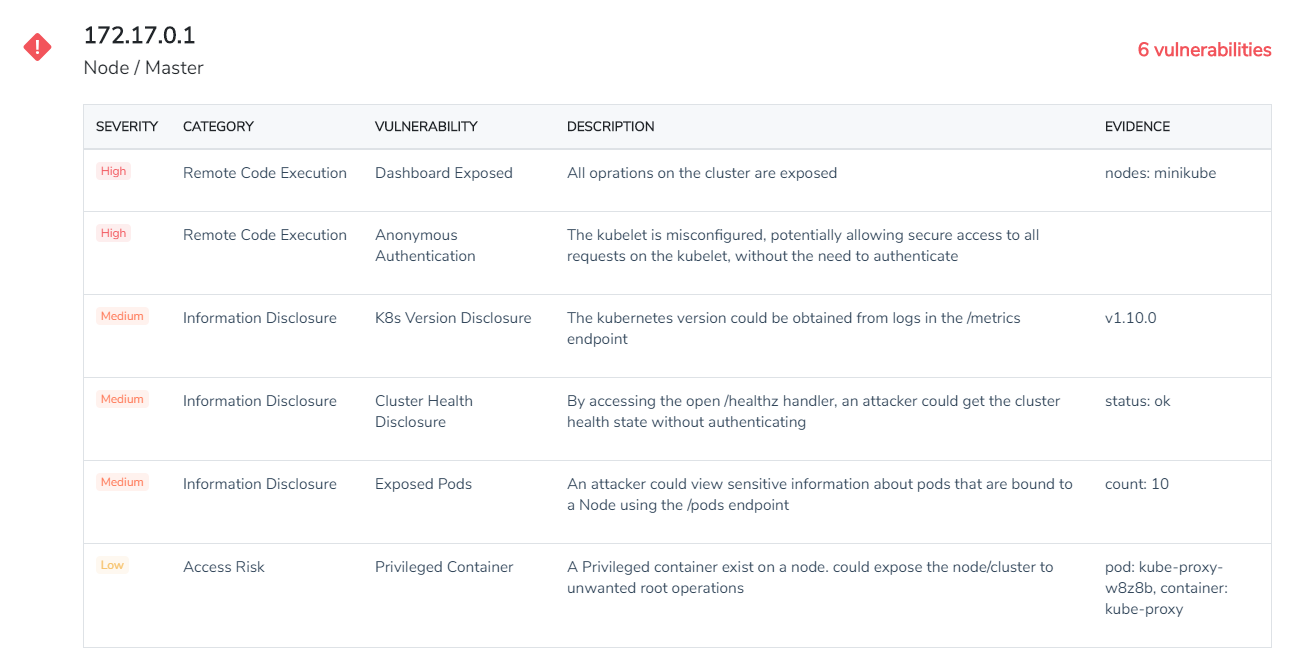 172.17.0.1
Node / Master
6 vulnerabilities
SEVERITY CATEGORY VULNERABILITY DESCRIPTION EVIDENCE
High Remote Code Execution Dashboard Exposed All oprations on the cluster are exposed nodes: minikube
High Remote Code Execution Anonymous The kubelet is misconfigured, potentially allowing secure access to all
Authentication requests on the kubelet, without the need to authenticate
Medium Information Disclosure K8s Version Disclosure The kubernetes version could be obtained from logs in the /metrics v1.10.0
endpoint
Medium Information Disclosure Cluster Health By accessing the open /healthz handler, an attacker could get the cluster status: ok
Disclosure health state without authenticating
Medium Information Disclosure Exposed Pods An attacker could view sensitive information about pods that are bound to count: 10
a Node using the /pods endpoint
Low Access Risk Privileged Container A Privileged container exist on a node. could expose the node/cluster to pod: kube-proxy-
unwanted root operations w8z8b, container:
kube-proxy